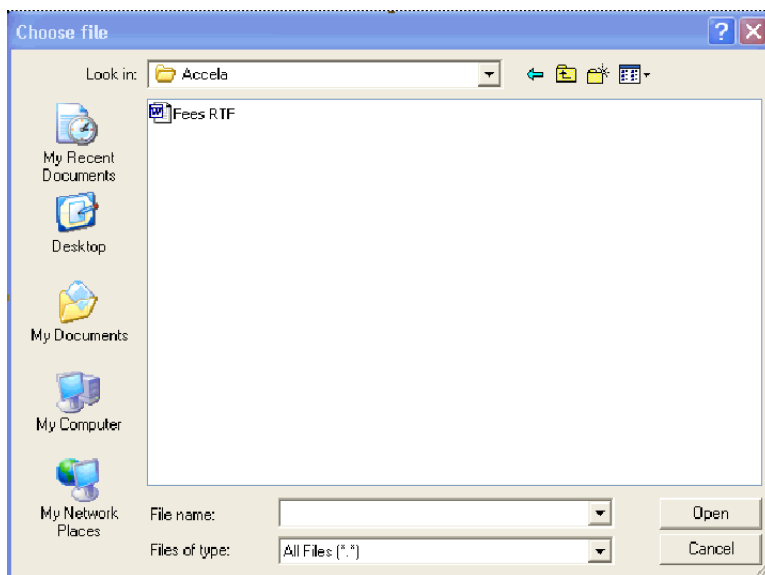 Choose file
Look in:
Accela
Fees RTF
My Recent
Documents
Desktop
My Documents
My Computer
My Network
Places
File name:
Open
Files of type:
All Files (*.*)
Cancel